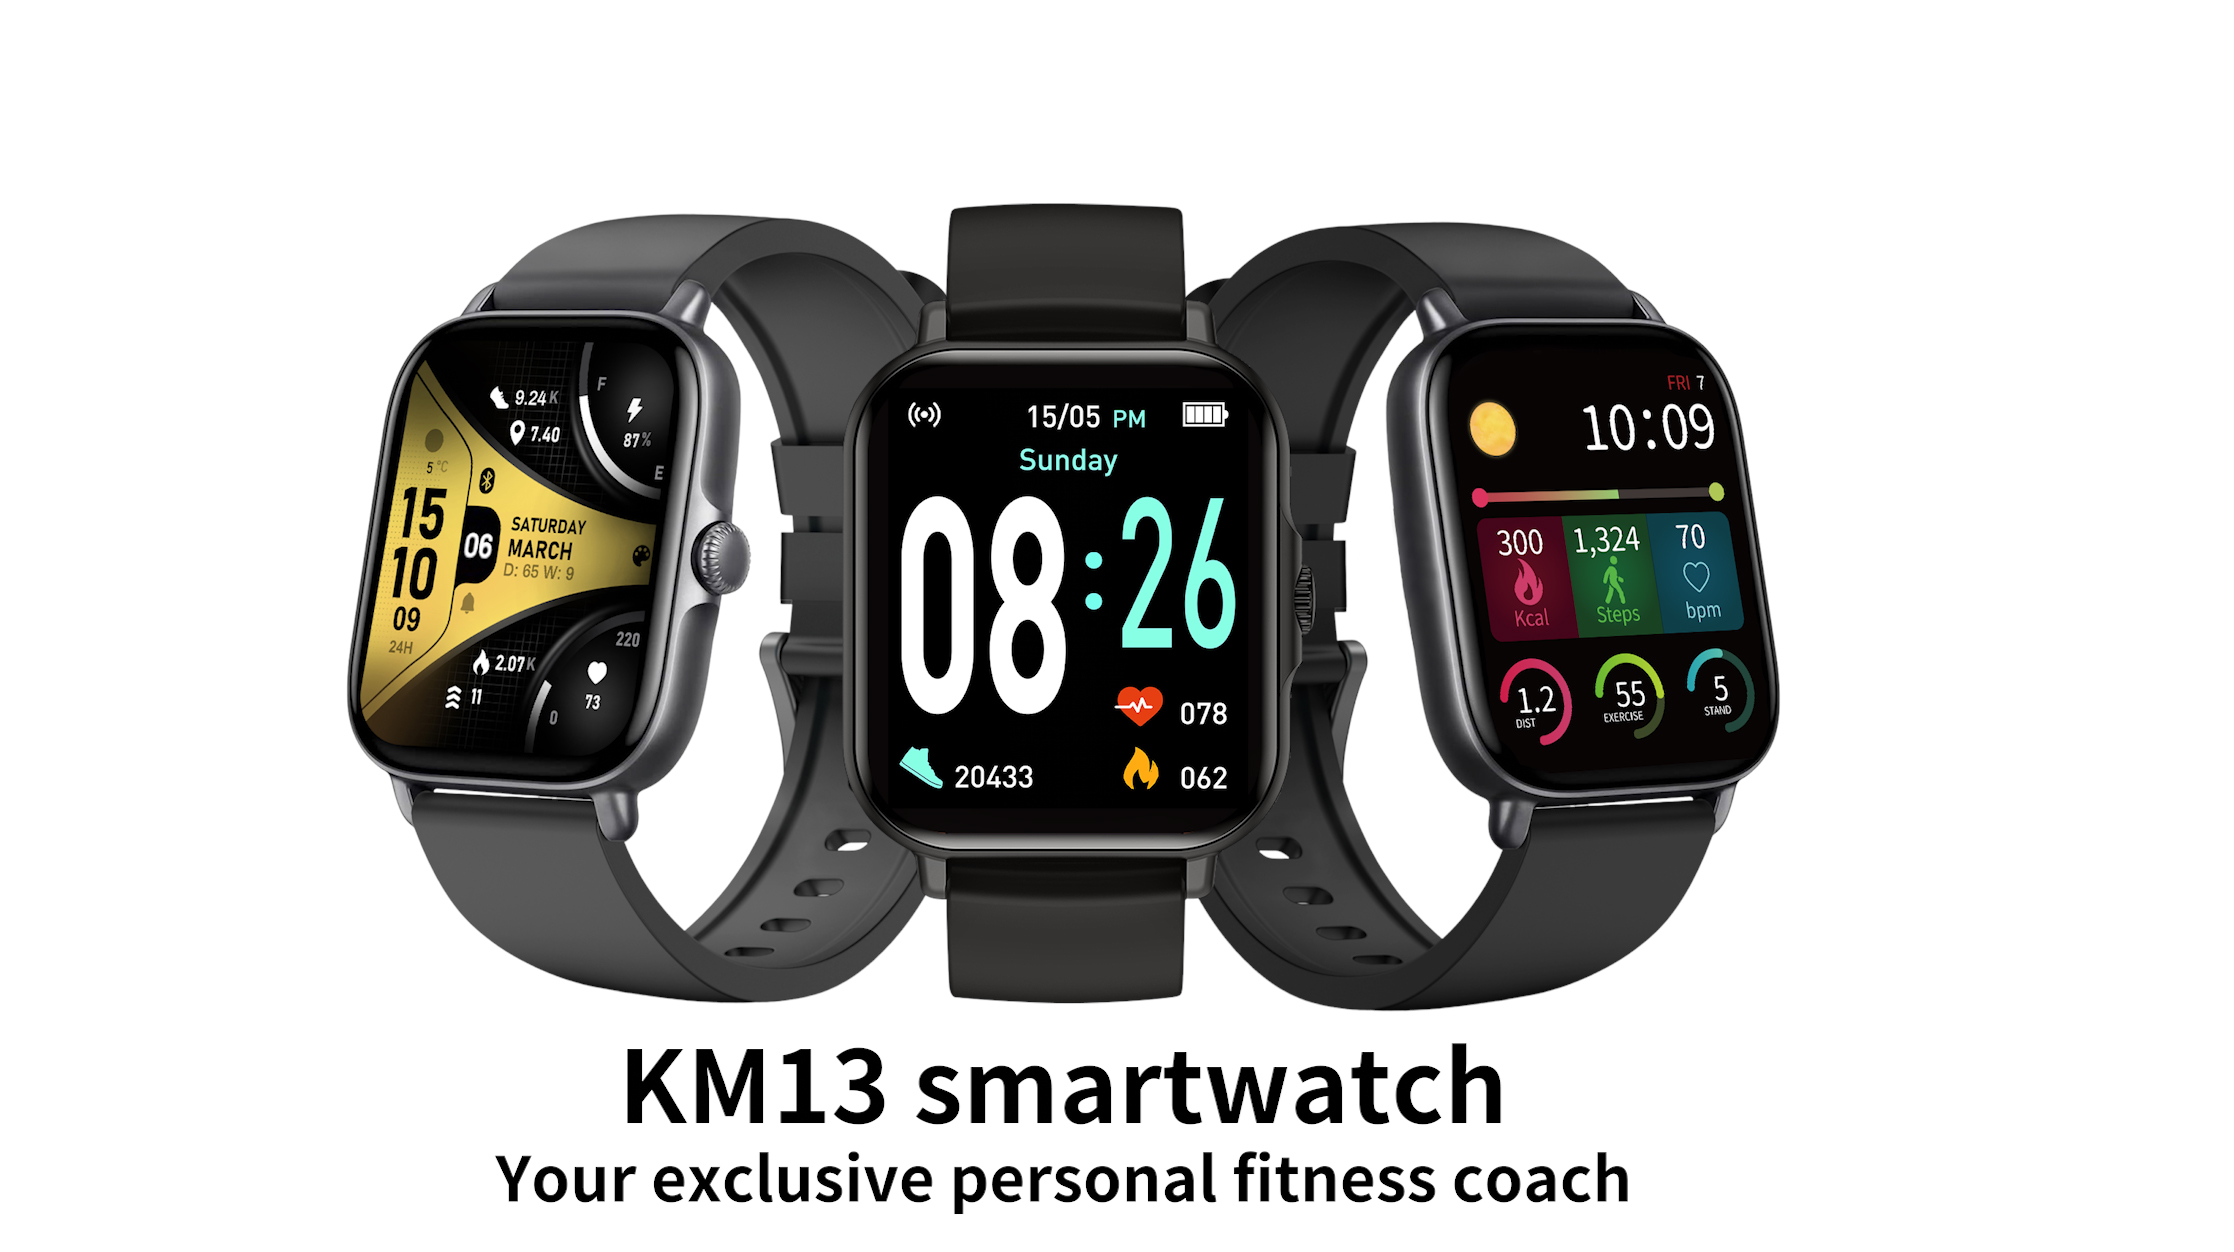 9.24K
7.40
F
87%
E
5 °C
15
10
09
24H
06
SATURDAY
MARCH
D: 65 W: 9
2.07K
11
220
73
0
15/05 PM
Sunday
08:26
078
20433
062
FRI 7
10:09
300
Kcal
1,324
Steps
70
bpm
1.2
DIST
55
EXERCISE
5
STAND
KM13 smartwatch
Your exclusive personal fitness coach